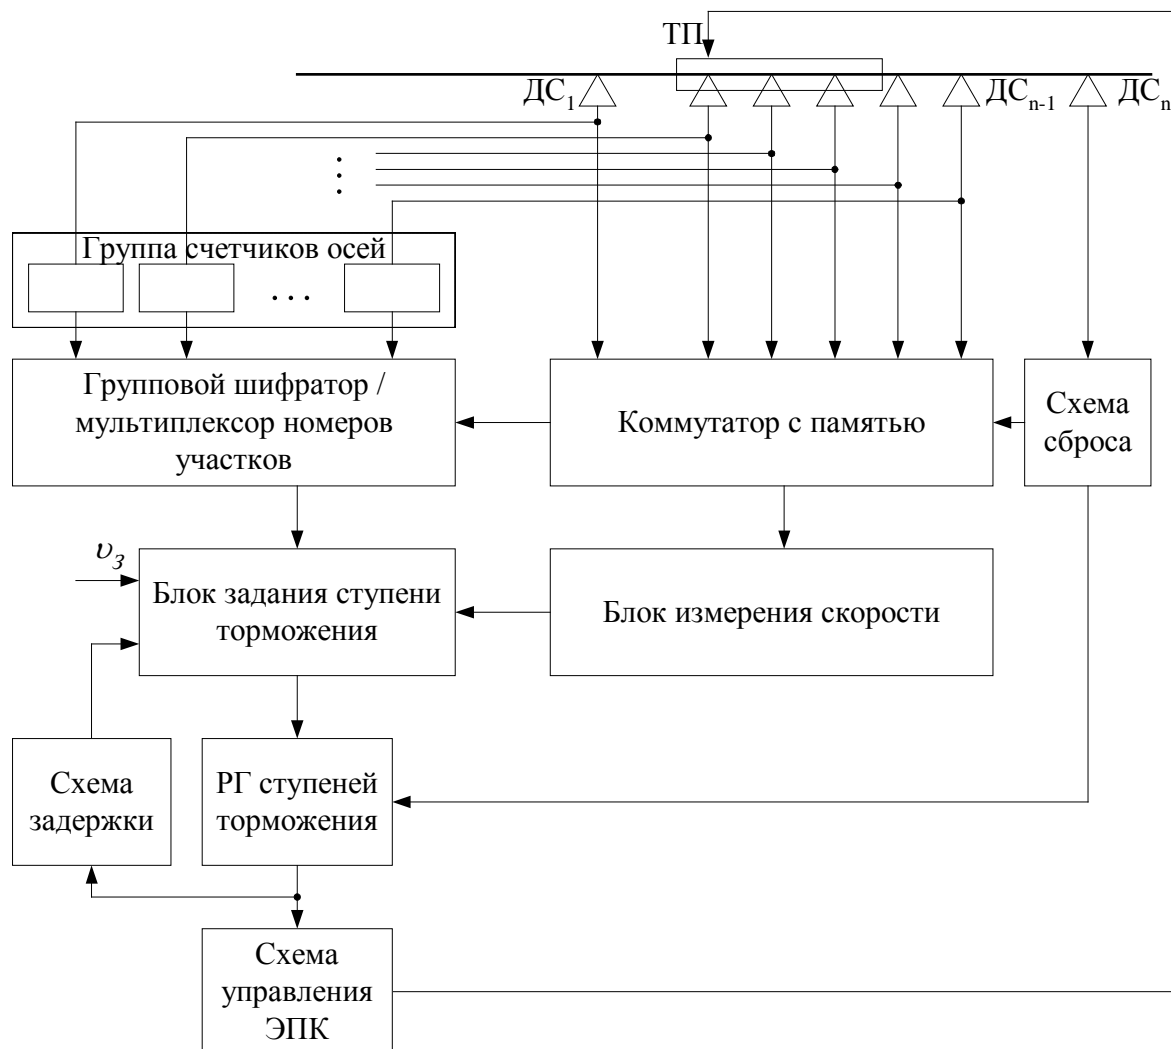 ТП
ДС1
ДСn-1
ДСn
Группа счетчиков осей
. . .
Групповой шифратор /
мультиплексор номеров
участков
Коммутатор с памятью
Схема
сброса
υз
Блок задания ступени
торможения
Блок измерения скорости
Схема
задержки
РГ ступеней
торможения
Схема
управления
ЭПК